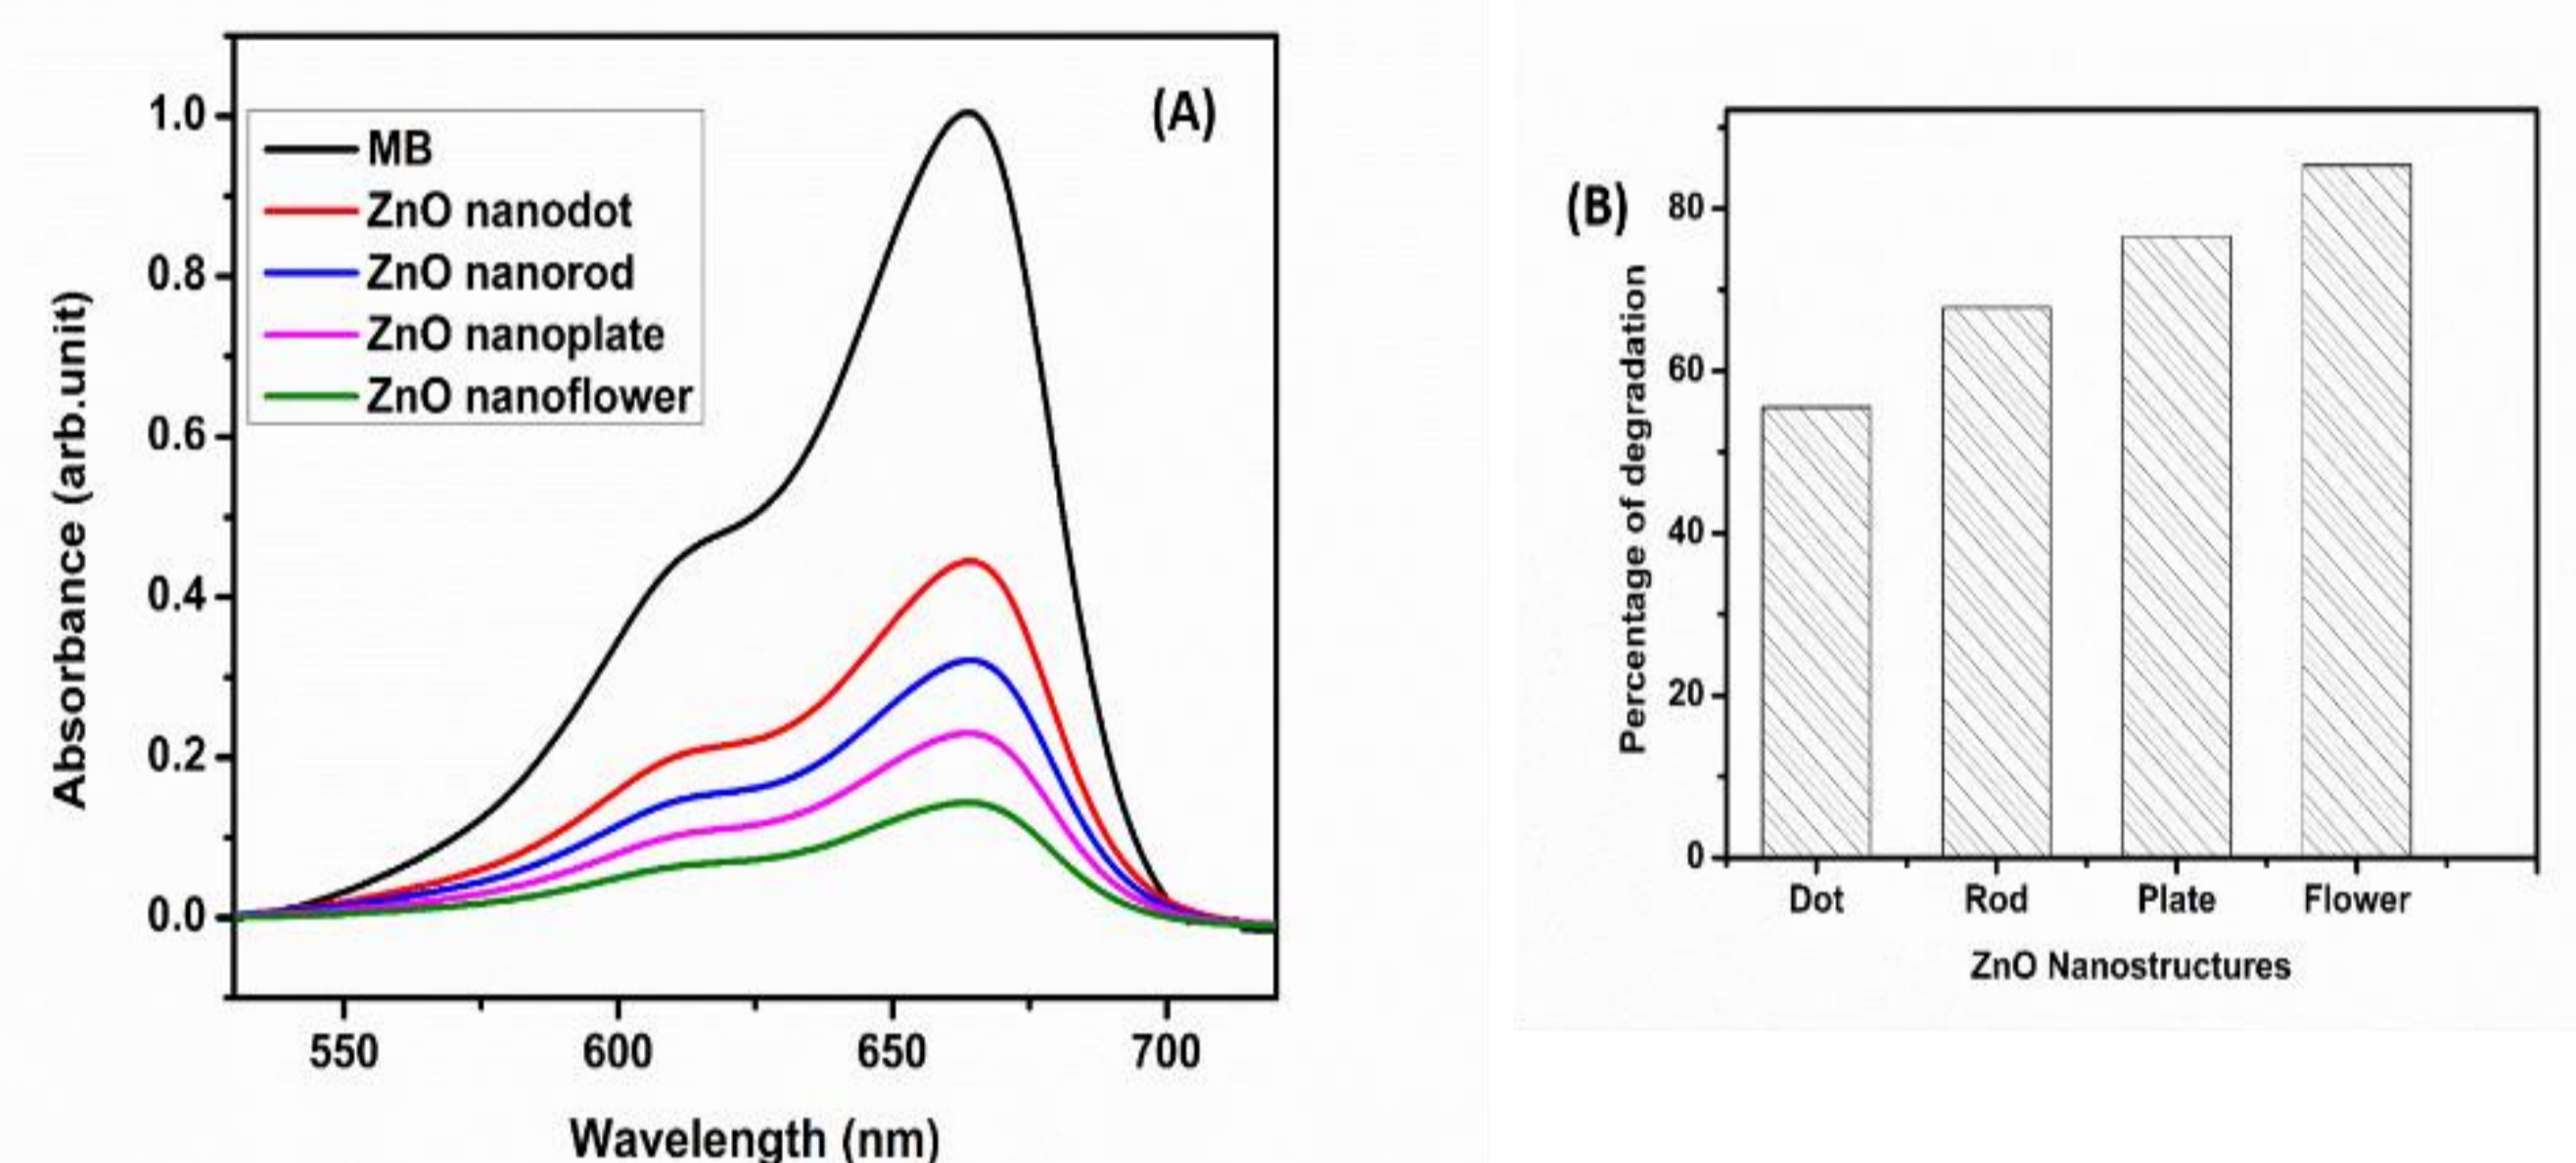 (A)
1.0
0.8
0.6
0.4
0.2
0.0
MB
ZnO nanodot
ZnO nanorod
ZnO nanoplate
ZnO nanoflower
Absorbance (arb.unit)
550 600 650 700
Wavelength (nm)
(B)
80
60
40
20
0
Percentage of degradation
Dot Rod Plate Flower
ZnO Nanostructures